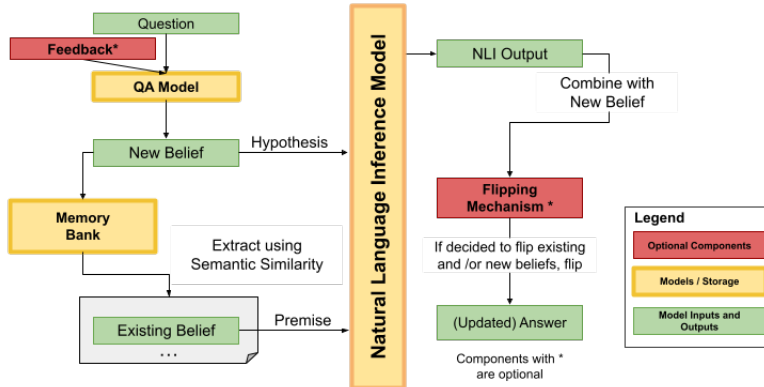 Question
Feedback*
QA Model
New Belief
Hypothesis
Memory
Bank
Extract using
Semantic Similarity
Existing Belief
...
Premise
Natural Language Inference Model
NLI Output
Combine with
New Belief
Flipping
Mechanism *
If decided to flip existing
and /or new beliefs, flip
(Updated) Answer
Components with *
are optional
Legend
Optional Components
Models / Storage
Model Inputs and
Outputs